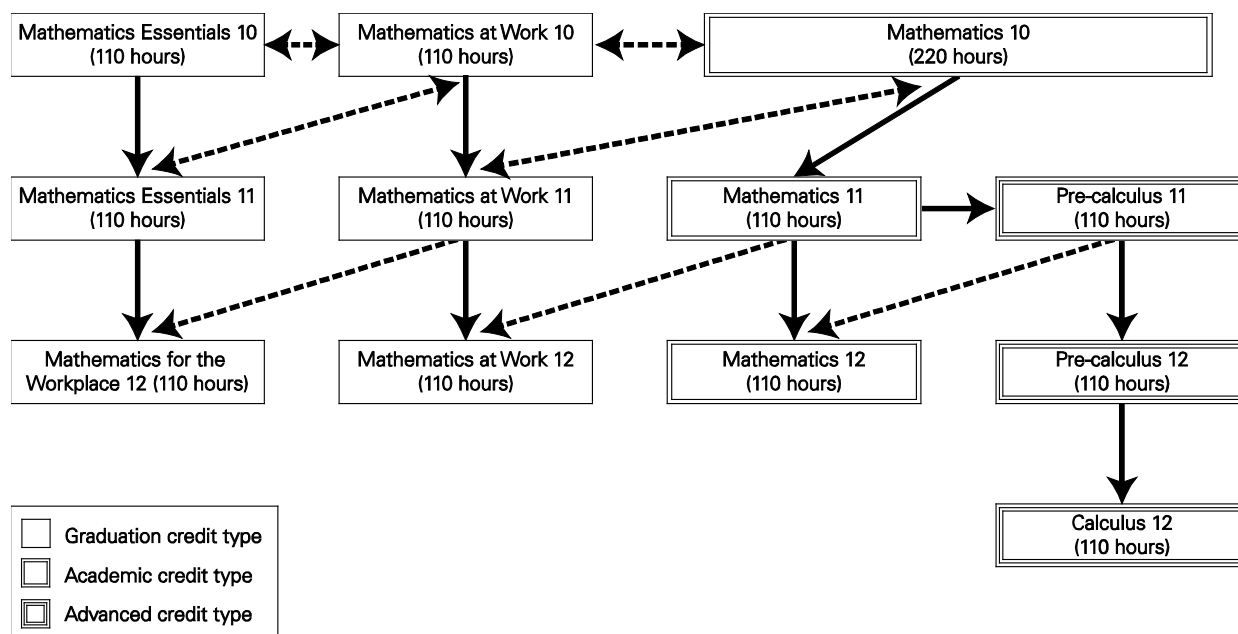 Mathematics Essentials 10
(110 hours)
Mathematics at Work 10
(110 hours)
Mathematics 10
(220 hours)
Mathematics Essentials 11
(110 hours)
Mathematics at Work 11
(110 hours)
Mathematics 11
(110 hours)
Pre-calculus 11
(110 hours)
Mathematics for the
Workplace 12 (110 hours)
Mathematics at Work 12
(110 hours)
Mathematics 12
(110 hours)
Pre-calculus 12
(110 hours)
Calculus 12
(110 hours)
Graduation credit type
Academic credit type
Advanced credit type